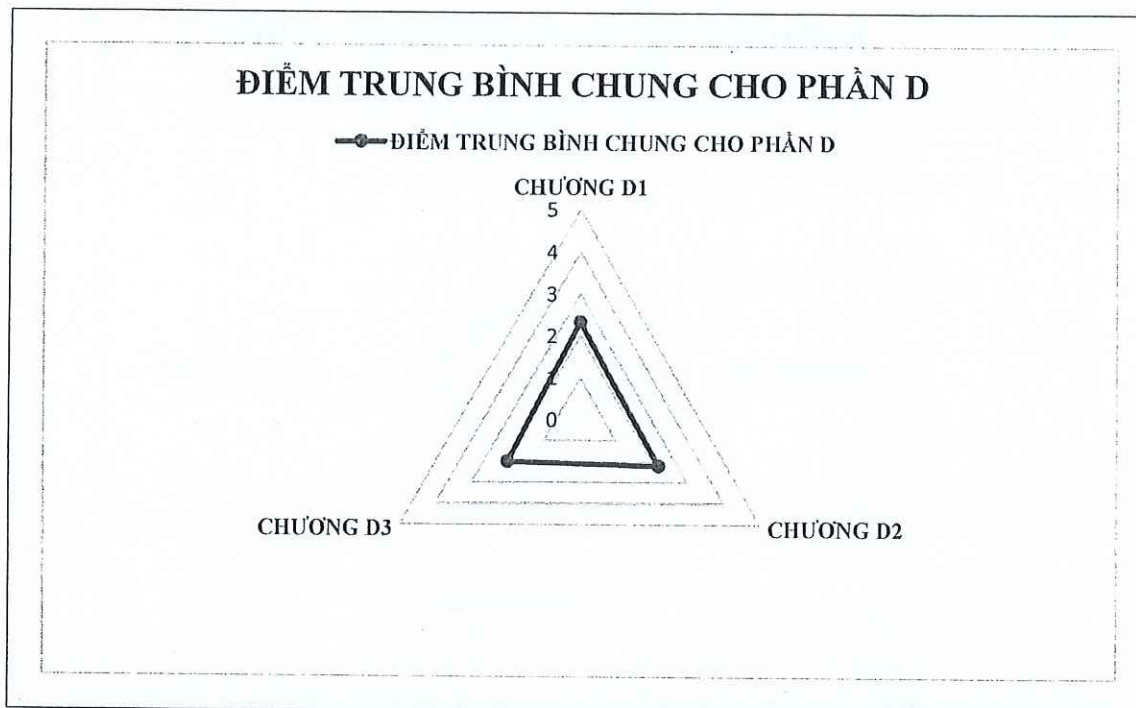 ĐIỂM TRUNG BÌNH CHUNG CHO PHẦN D
ĐIỂM TRUNG BÌNH CHUNG CHO PHẦN D
CHƯƠNG D1
5
4
3
2
1
0
CHƯƠNG D3
CHƯƠNG D2